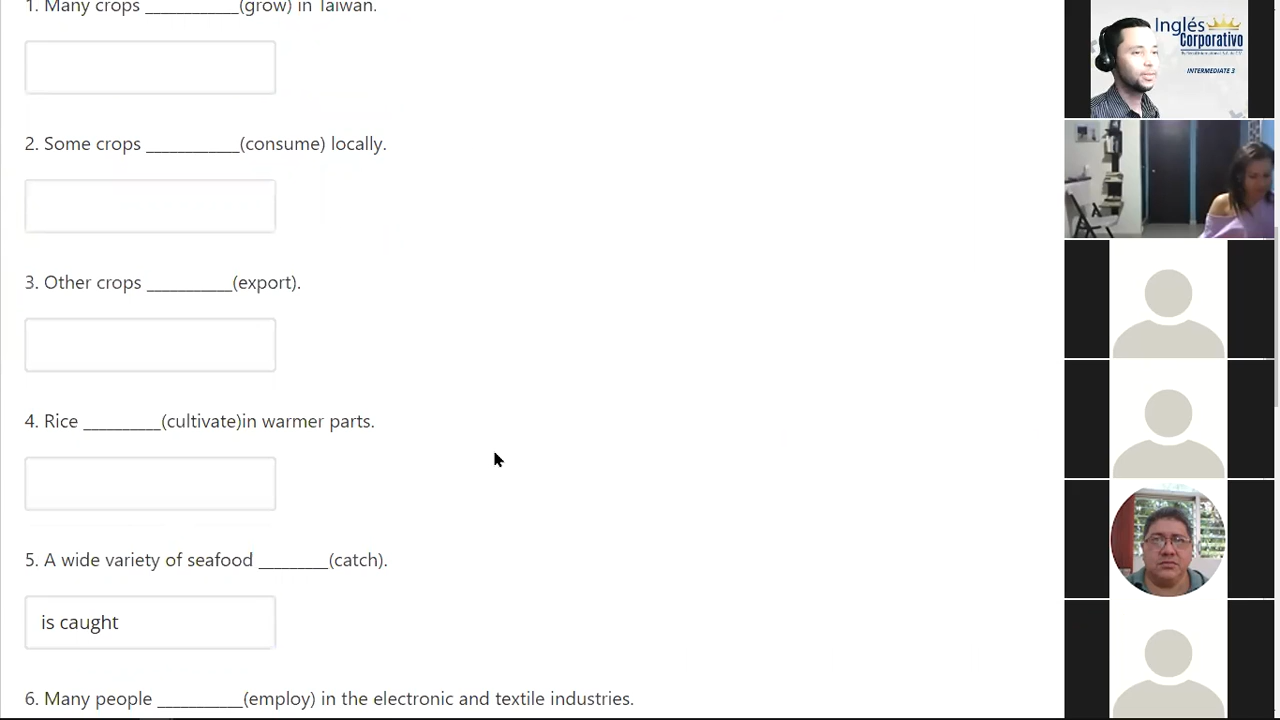 1. Many crops ____________(grow) in Taiwan.
Inglés
Corporativo
INTERMEDIATE 3
2. Some crops ____________(consume) locally.
3. Other crops ___________(export).
4. Rice __________(cultivate)in warmer parts.
5. A wide variety of seafood _________(catch).
is caught
6. Many people ___________(employ) in the electronic and textile industries.